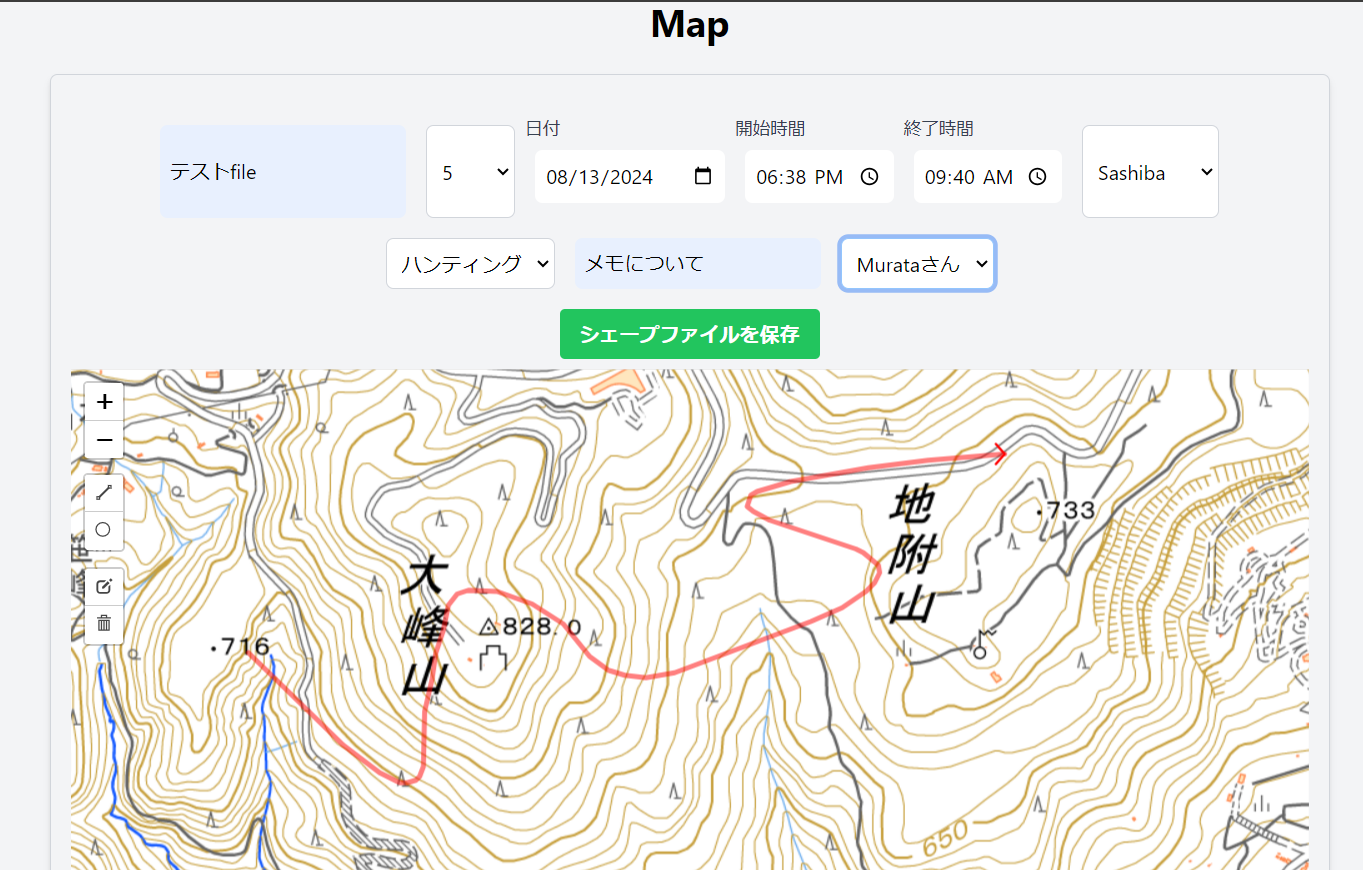 Map
日付
開始時間
終了時間
テストfile
5
08/13/2024
06:38 PM
09:40 AM
Sashiba
ハンティング
メモについて
Murataさん
シェープファイルを保存
+
−
地附山
733
大峰山
828.0
716
650